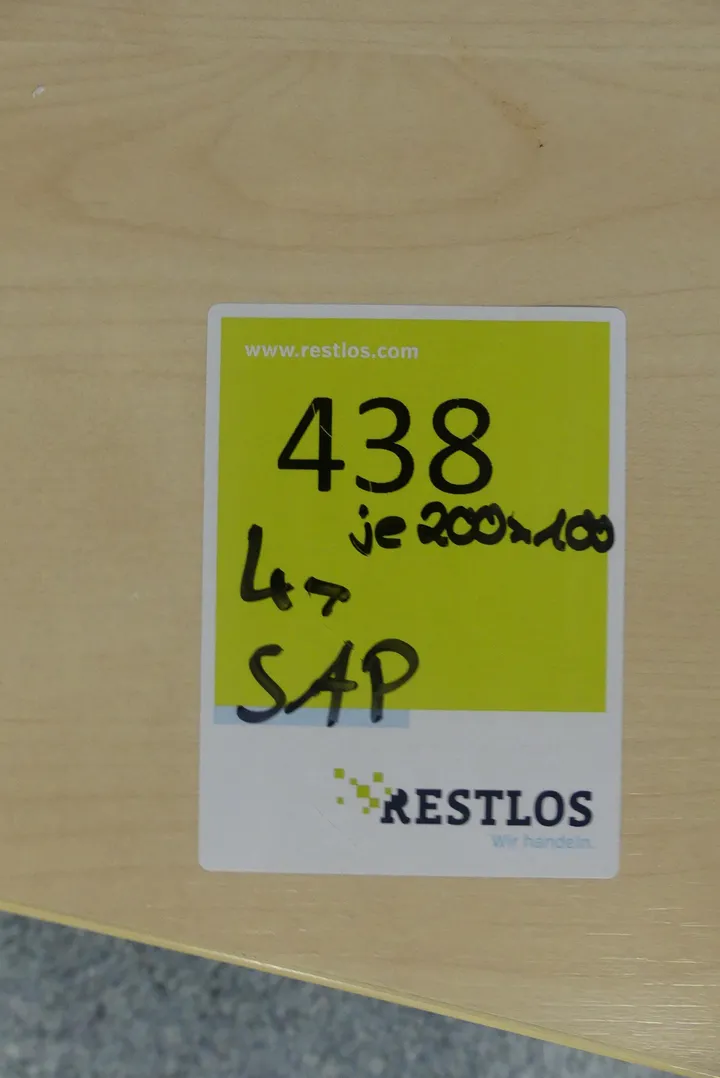 www.restlos.com
438
je 200x100
4x
SAP
RESTLOS
Wir handeln.